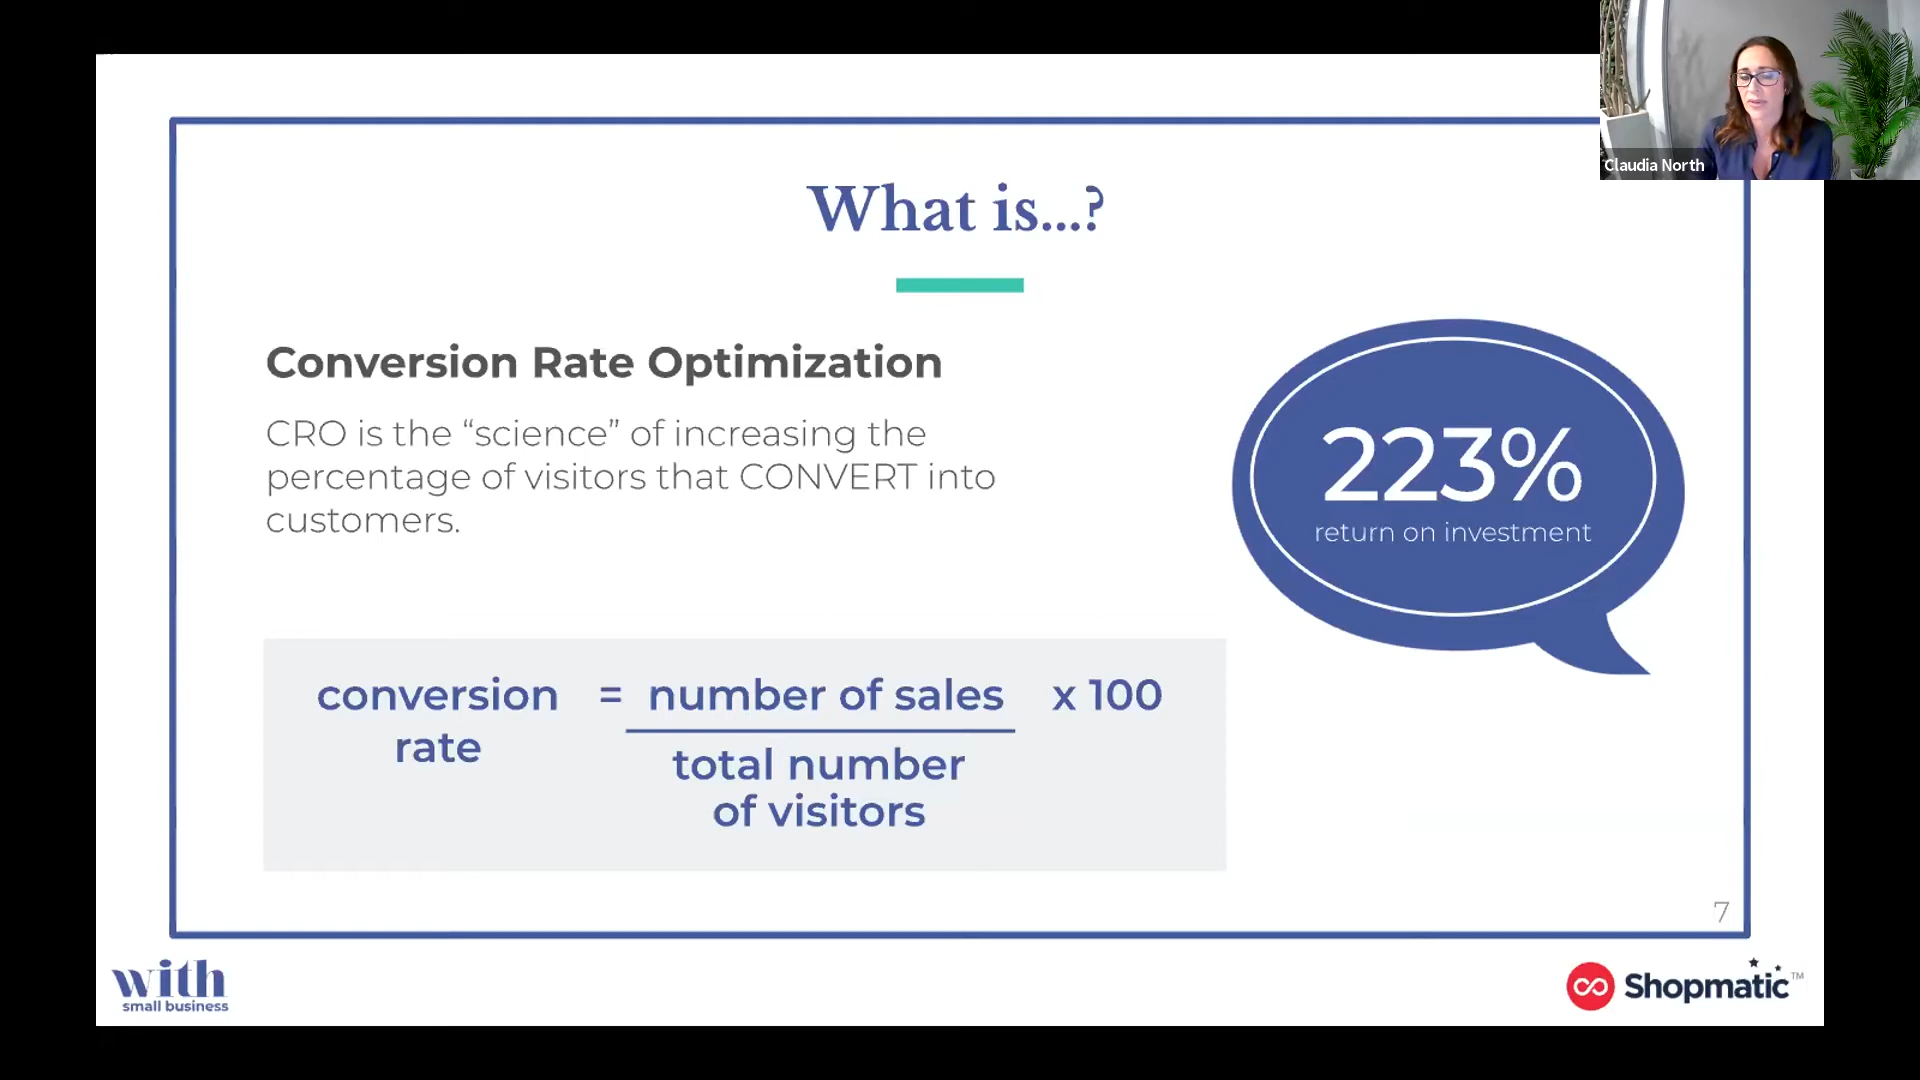 Claudia North
What is...?
Conversion Rate Optimization
CRO is the “science” of increasing the
percentage of visitors that CONVERT into
customers.
223%
return on investment
conversion = number of sales x 100
rate
total number
of visitors
7
with
small business
Shopmatic™